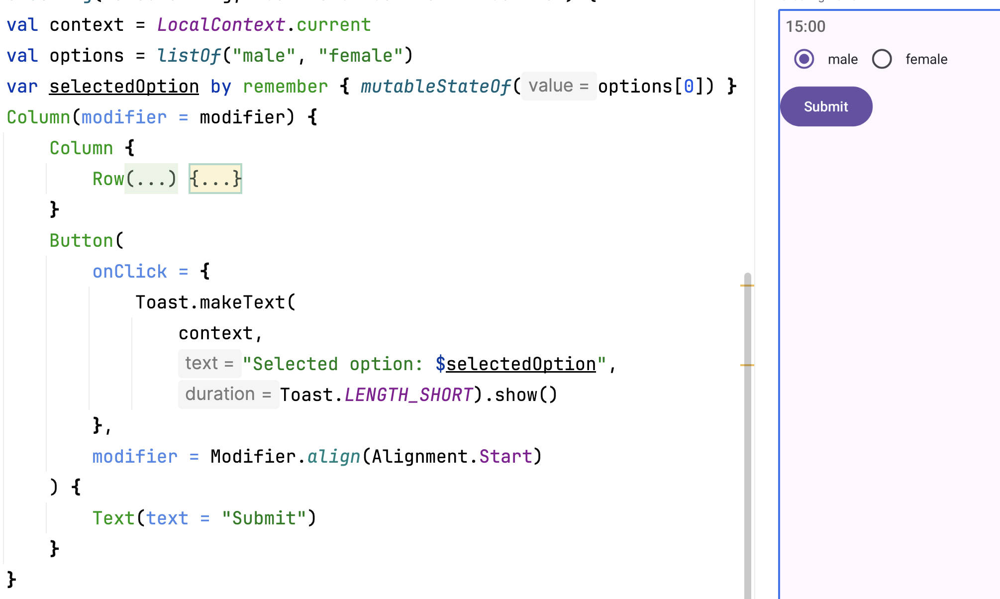 val context = LocalContext.current
val options = listOf("male", "female")
var selectedOption by remember { mutableStateOf( value = options[0]) }
Column(modifier = modifier) {
Column {
Row(...) {...}
}
Button(
onClick = {
Toast.makeText(
context,
text = "Selected option: $selectedOption",
duration = Toast.LENGTH_SHORT).show()
},
modifier = Modifier.align(Alignment.Start)
) {
Text(text = "Submit")
}
}
15:00
male female
Submit